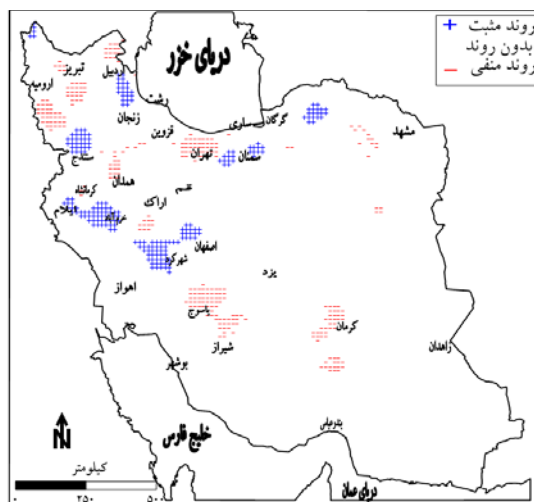 روند مثبت
بدون روند
روند منفی
دریای خزر
اردبیل
تبریز
ارومیه
رشت
زنجان
قزوین
ساری
گرگان
مشهد
تهران
سمنان
سنندج
همدان
کرمانشاه
قم
اراک
ایلام
خرم‌آباد
اصفهان
شهرکرد
یزد
اهواز
یاسوج
شیراز
کرمان
زاهدان
بوشهر
خلیج فارس
بندرعباس
دریای عمان
N
کیلومتر
۰ ۲۵۰ ۵۰۰